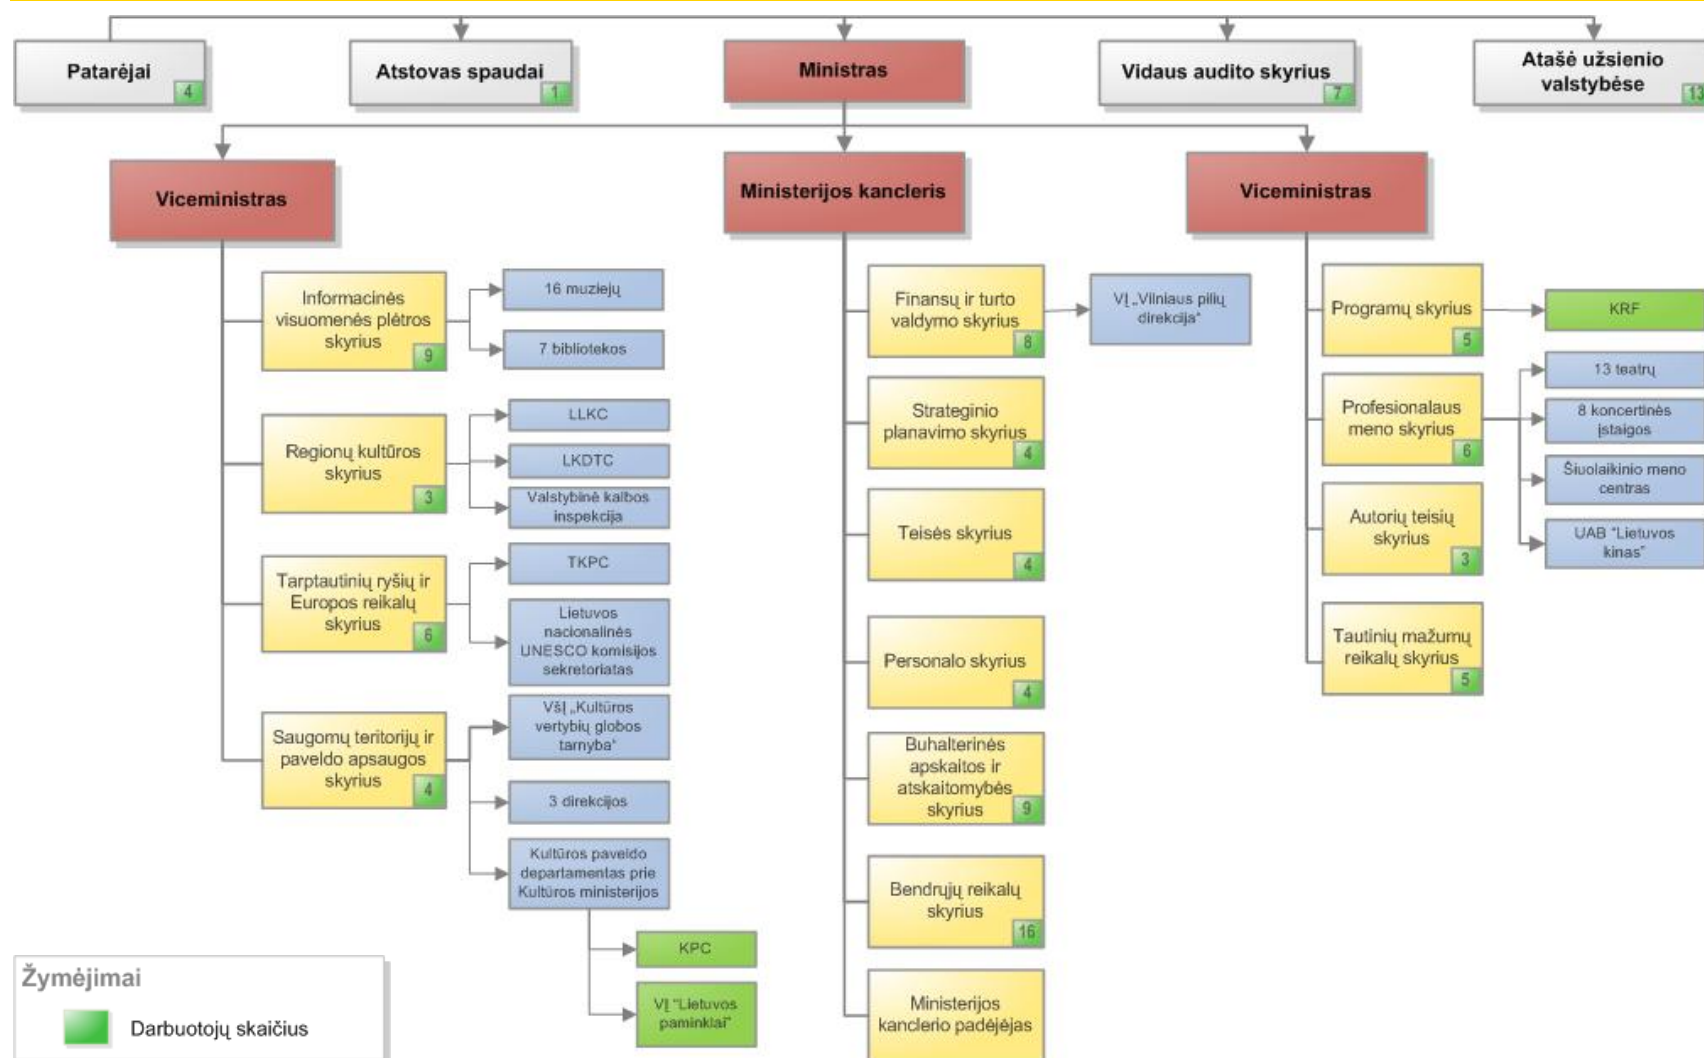 Patarėjai
4
Atstovas spaudai
1
Ministras
Vidaus audito skyrius
7
Atašė užsienio
valstybėse
13
Viceministras
Ministerijos kancleris
Viceministras
Informacinės
visuomenės plėtros
skyrius
9
16 muziejų
7 bibliotekos
Regionų kultūros
skyrius
3
LLKC
LKDTC
Valstybinė kalbos
inspekcija
Tarptautinių ryšių ir
Europos reikalų
skyrius
6
TKPC
Lietuvos
nacionalinės
UNESCO komisijos
sekretoriatas
Saugomų teritorijų ir
paveldo apsaugos
skyrius
4
VšĮ „Kultūros
vertybių globos
tarnyba“
3 direkcijos
Kultūros paveldo
departamentas prie
Kultūros ministerijos
KPC
VĮ "Lietuvos
paminklai"
Finansų ir turto
valdymo skyrius
8
VĮ „Vilniaus pilių
direkcija“
Strateginio
planavimo skyrius
4
Teisės skyrius
4
Personalo skyrius
4
Buhalterinės
apskaitos ir
atskaitomybės
skyrius
9
Bendrųjų reikalų
skyrius
16
Ministerijos
kanclerio padėjėjas
Programų skyrius
5
KRF
Profesionalaus
meno skyrius
6
13 teatrų
8 koncertinės
įstaigos
Šiuolaikinio meno
centras
UAB "Lietuvos
kinas"
Autorių teisių
skyrius
3
Tautinių mažumų
reikalų skyrius
5
Žymėjimai
Darbuotojų skaičius